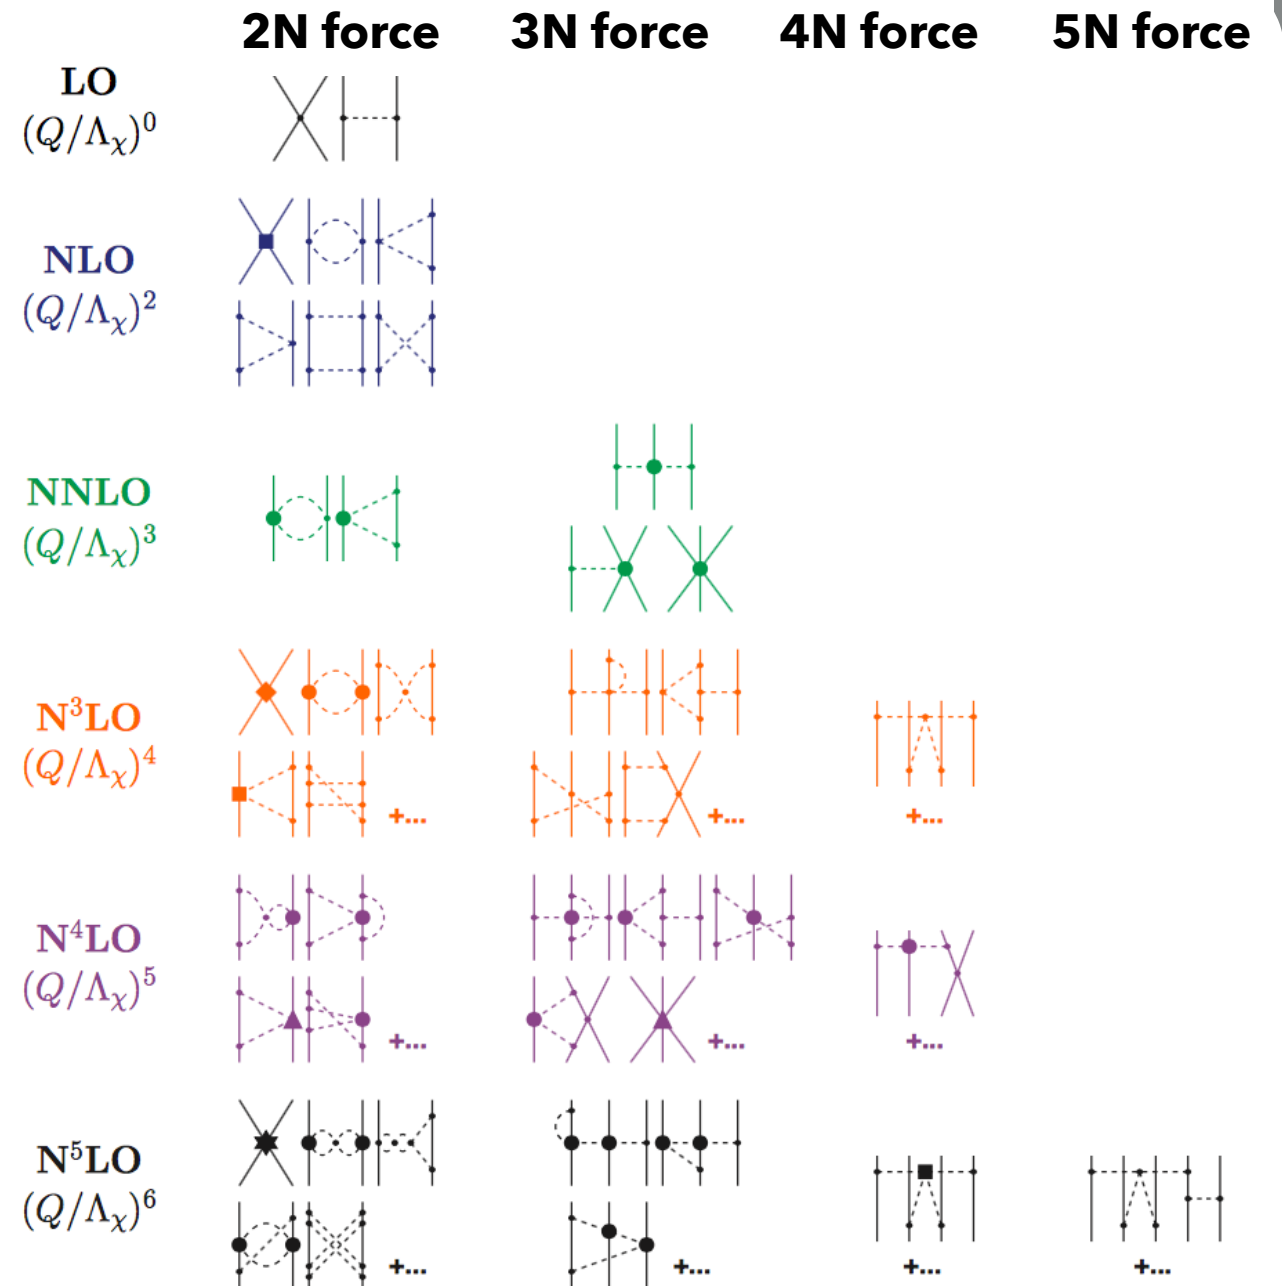 2N force 3N force 4N force 5N force
LO
(Q/Λχ)⁰
NLO
(Q/Λχ)²
NNLO
(Q/Λχ)³
N³LO
(Q/Λχ)⁴
+... +... +...
N⁴LO
(Q/Λχ)⁵
+... +... +...
N⁵LO
(Q/Λχ)⁶
+... +... +... +...